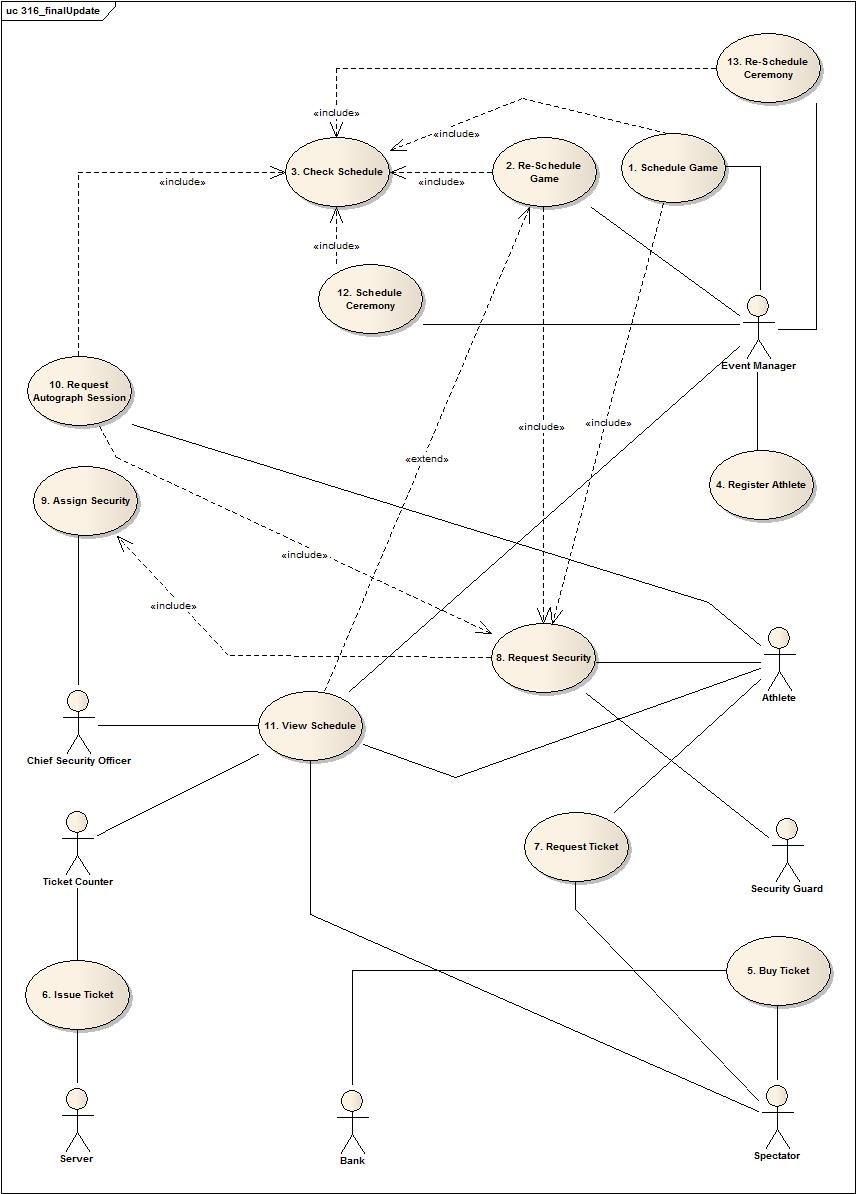 uc 316_finalUpdate
13. Re-Schedule
Ceremony
«include»
«include»
3. Check Schedule
«include»
2. Re-Schedule
Game
1. Schedule Game
«include»
«include»
12. Schedule
Ceremony
Event Manager
10. Request
Autograph Session
«include»
«include»
«extend»
4. Register Athlete
9. Assign Security
«include»
«include»
8. Request Security
Athlete
11. View Schedule
Chief Security Officer
7. Request Ticket
Ticket Counter
Security Guard
5. Buy Ticket
6. Issue Ticket
Server
Bank
Spectator